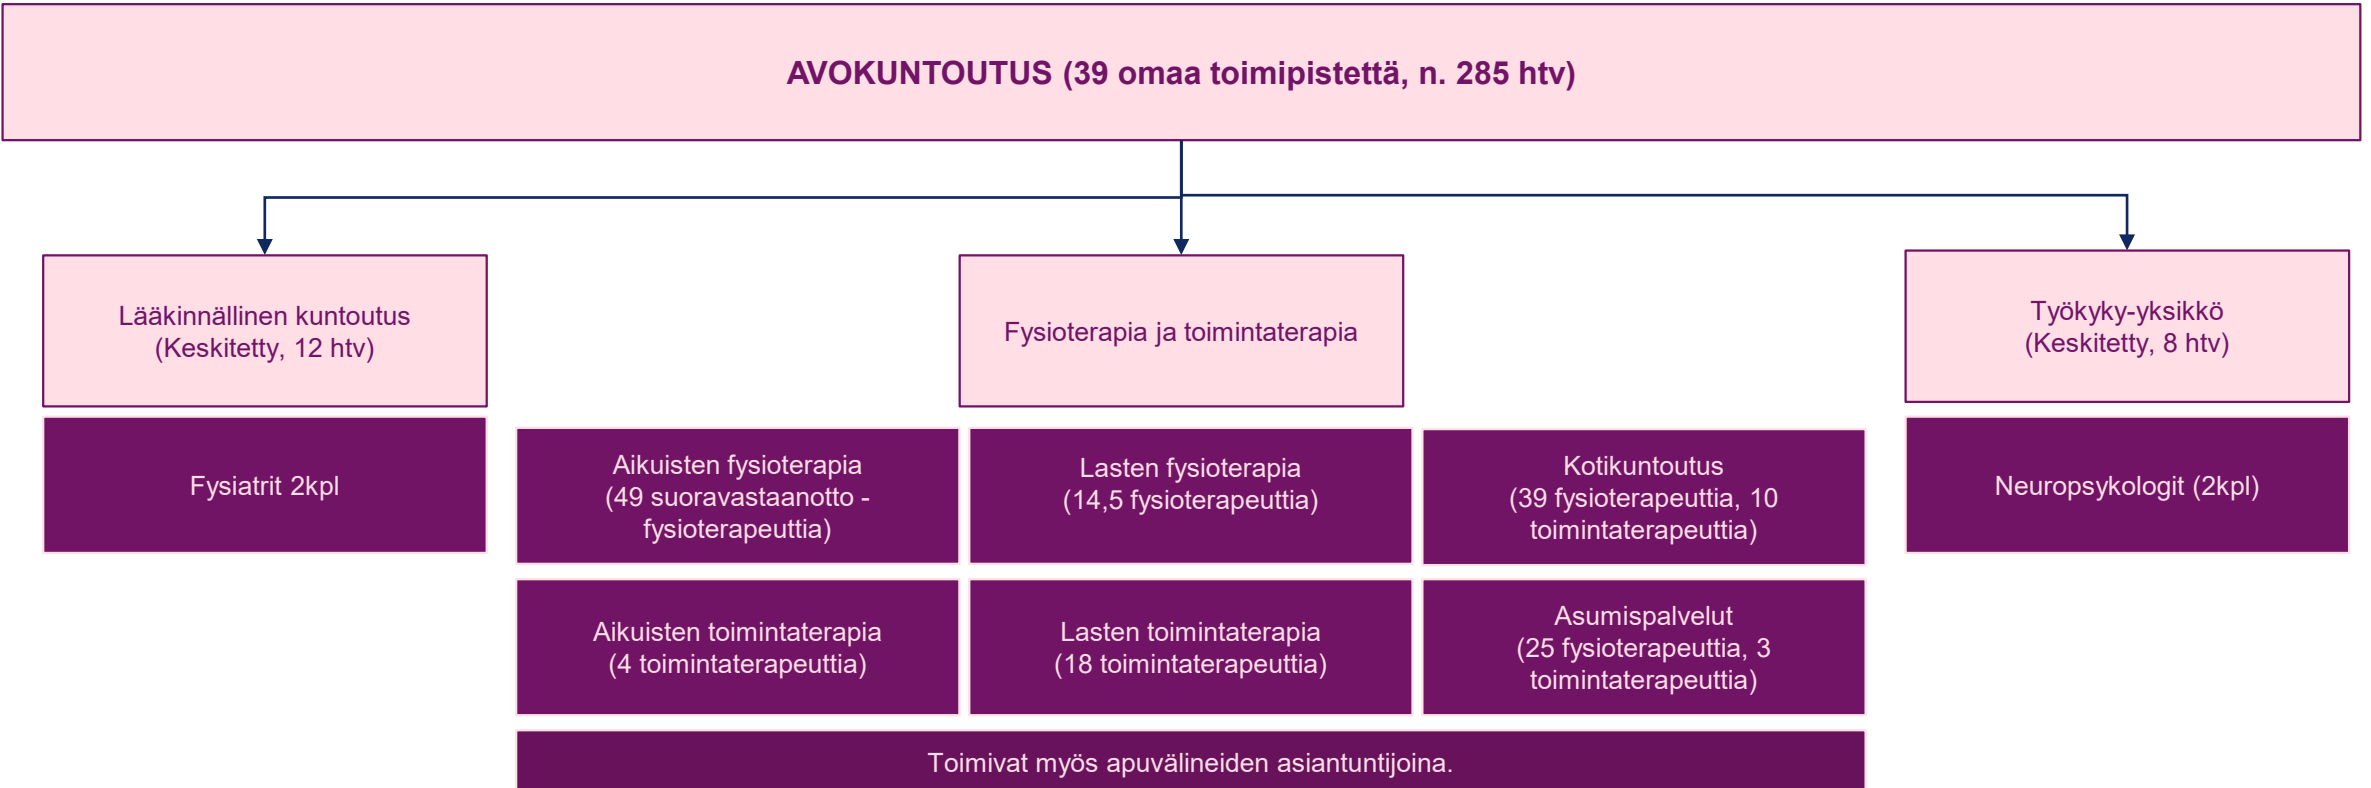 AVOKUNTOUTUS (39 omaa toimipistettä, n. 285 htv)
Lääkinnällinen kuntoutus
(Keskitetty, 12 htv)
Fysioterapia ja toimintaterapia
Työkyky-yksikkö
(Keskitetty, 8 htv)
Fysiatrit 2kpl
Aikuisten fysioterapia
(49 suoravastaanotto -
fysioterapeuttia)
Lasten fysioterapia
(14,5 fysioterapeuttia)
Kotikuntoutus
(39 fysioterapeuttia, 10
toimintaterapeuttia)
Neuropsykologit (2kpl)
Aikuisten toimintaterapia
(4 toimintaterapeuttia)
Lasten toimintaterapia
(18 toimintaterapeuttia)
Asumispalvelut
(25 fysioterapeuttia, 3
toimintaterapeuttia)
Toimivat myös apuvälineiden asiantuntijoina.